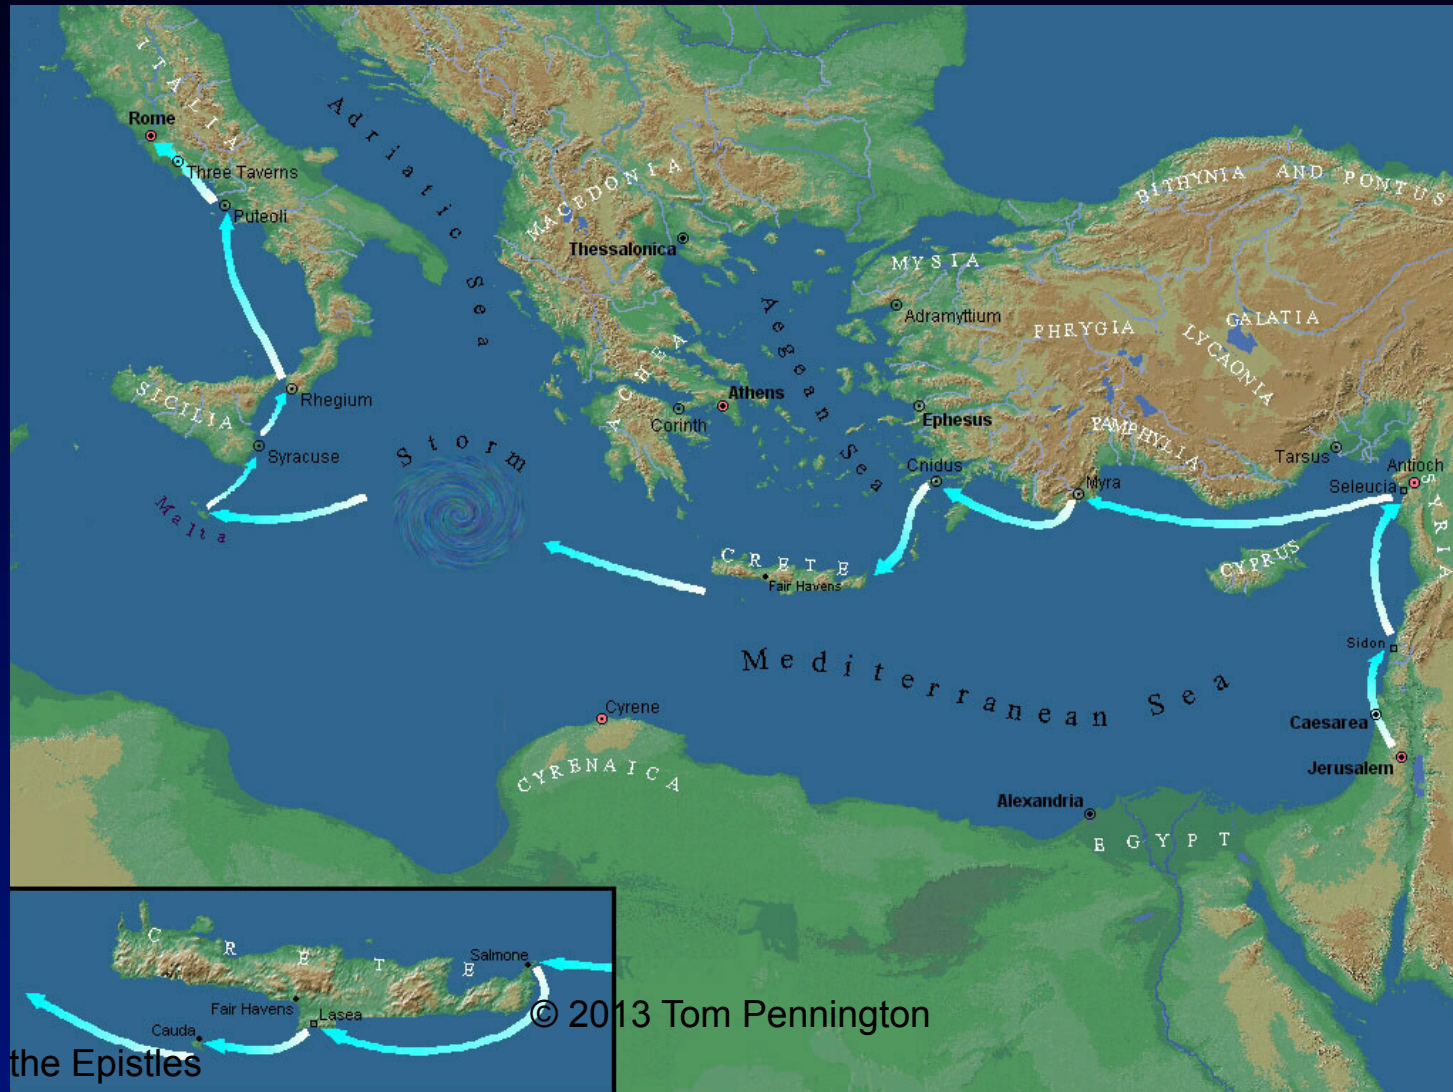 ITALIA
Rome
Three Taverns
Puteoli
Adriatic Sea
MACEDONIA
Thessalonica
BITHYNIA AND PONTUS
MYSIA
Adramyttium
Aegean Sea
PHRYGIA
GALATIA
LYCAONIA
ACHEA
Athens
Corinth
Ephesus
PAMPHYLIA
SICILIA
Rhegium
Syracuse
Storm
Malta
Cnidus
Myra
Tarsus
Antioch
Seleucia
SYRIA
CRETE
Fair Havens
CYPRUS
Sidon
Mediterranean Sea
Cyrene
CYRENAICA
Caesarea
Jerusalem
Alexandria
EGYPT
CRETE
Salmone
Fair Havens
Lasea
Cauda
© 2013 Tom Pennington
the Epistles